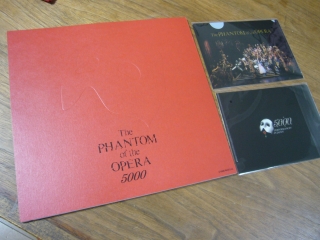 The
PHANTOM
of the
OPERA
5000
The PHANTOM of the OPERA
5000